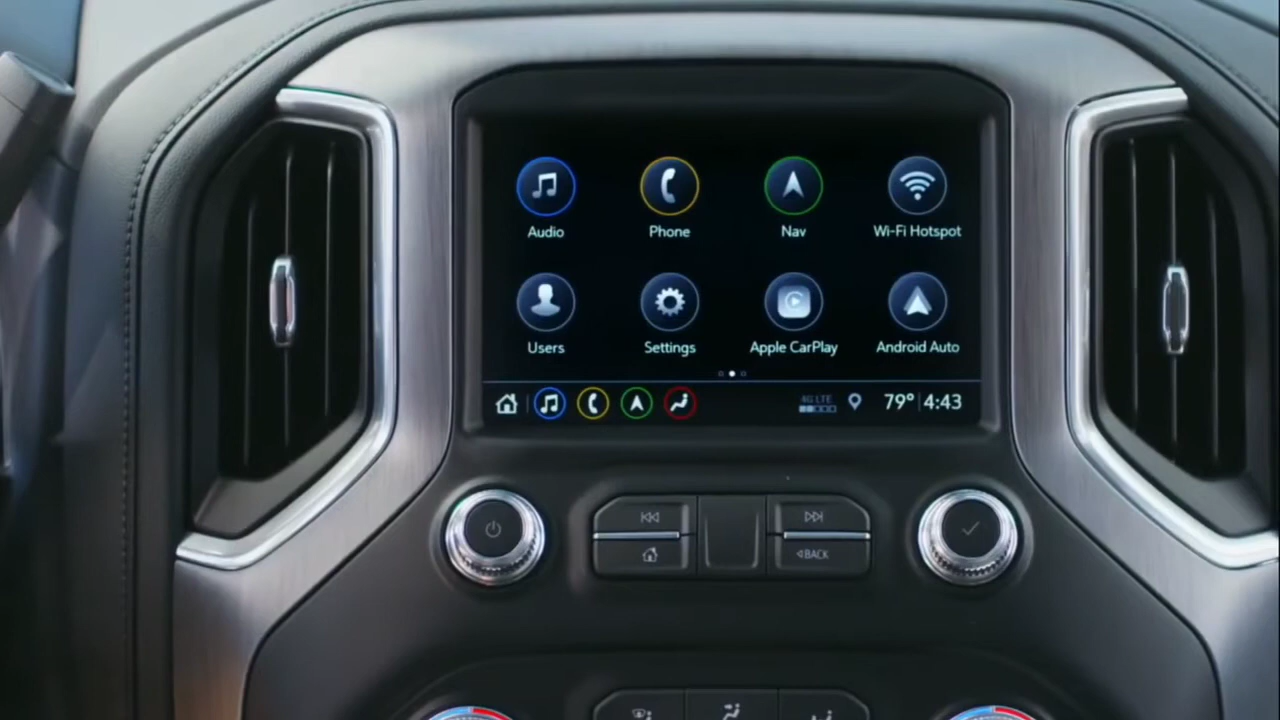 Audio Phone Nav Wi-Fi Hotspot
Users Settings Apple CarPlay Android Auto
4G LTE
79° 4:43
BACK